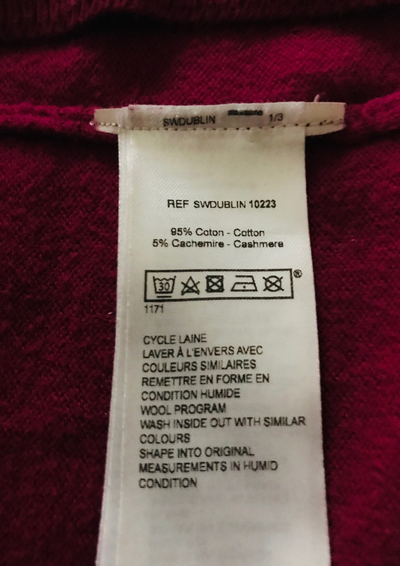 SWDUBLIN 1/3
REF SWDUBLIN 10223
95% Coton - Cotton
5% Cachemire - Cashmere
30
®
1171
CYCLE LAINE
LAVER À L'ENVERS AVEC
COULEURS SIMILAIRES
REMETTRE EN FORME EN
CONDITION HUMIDE
WOOL PROGRAM
WASH INSIDE OUT WITH SIMILAR
COLOURS
SHAPE INTO ORIGINAL
MEASUREMENTS IN HUMID
CONDITION